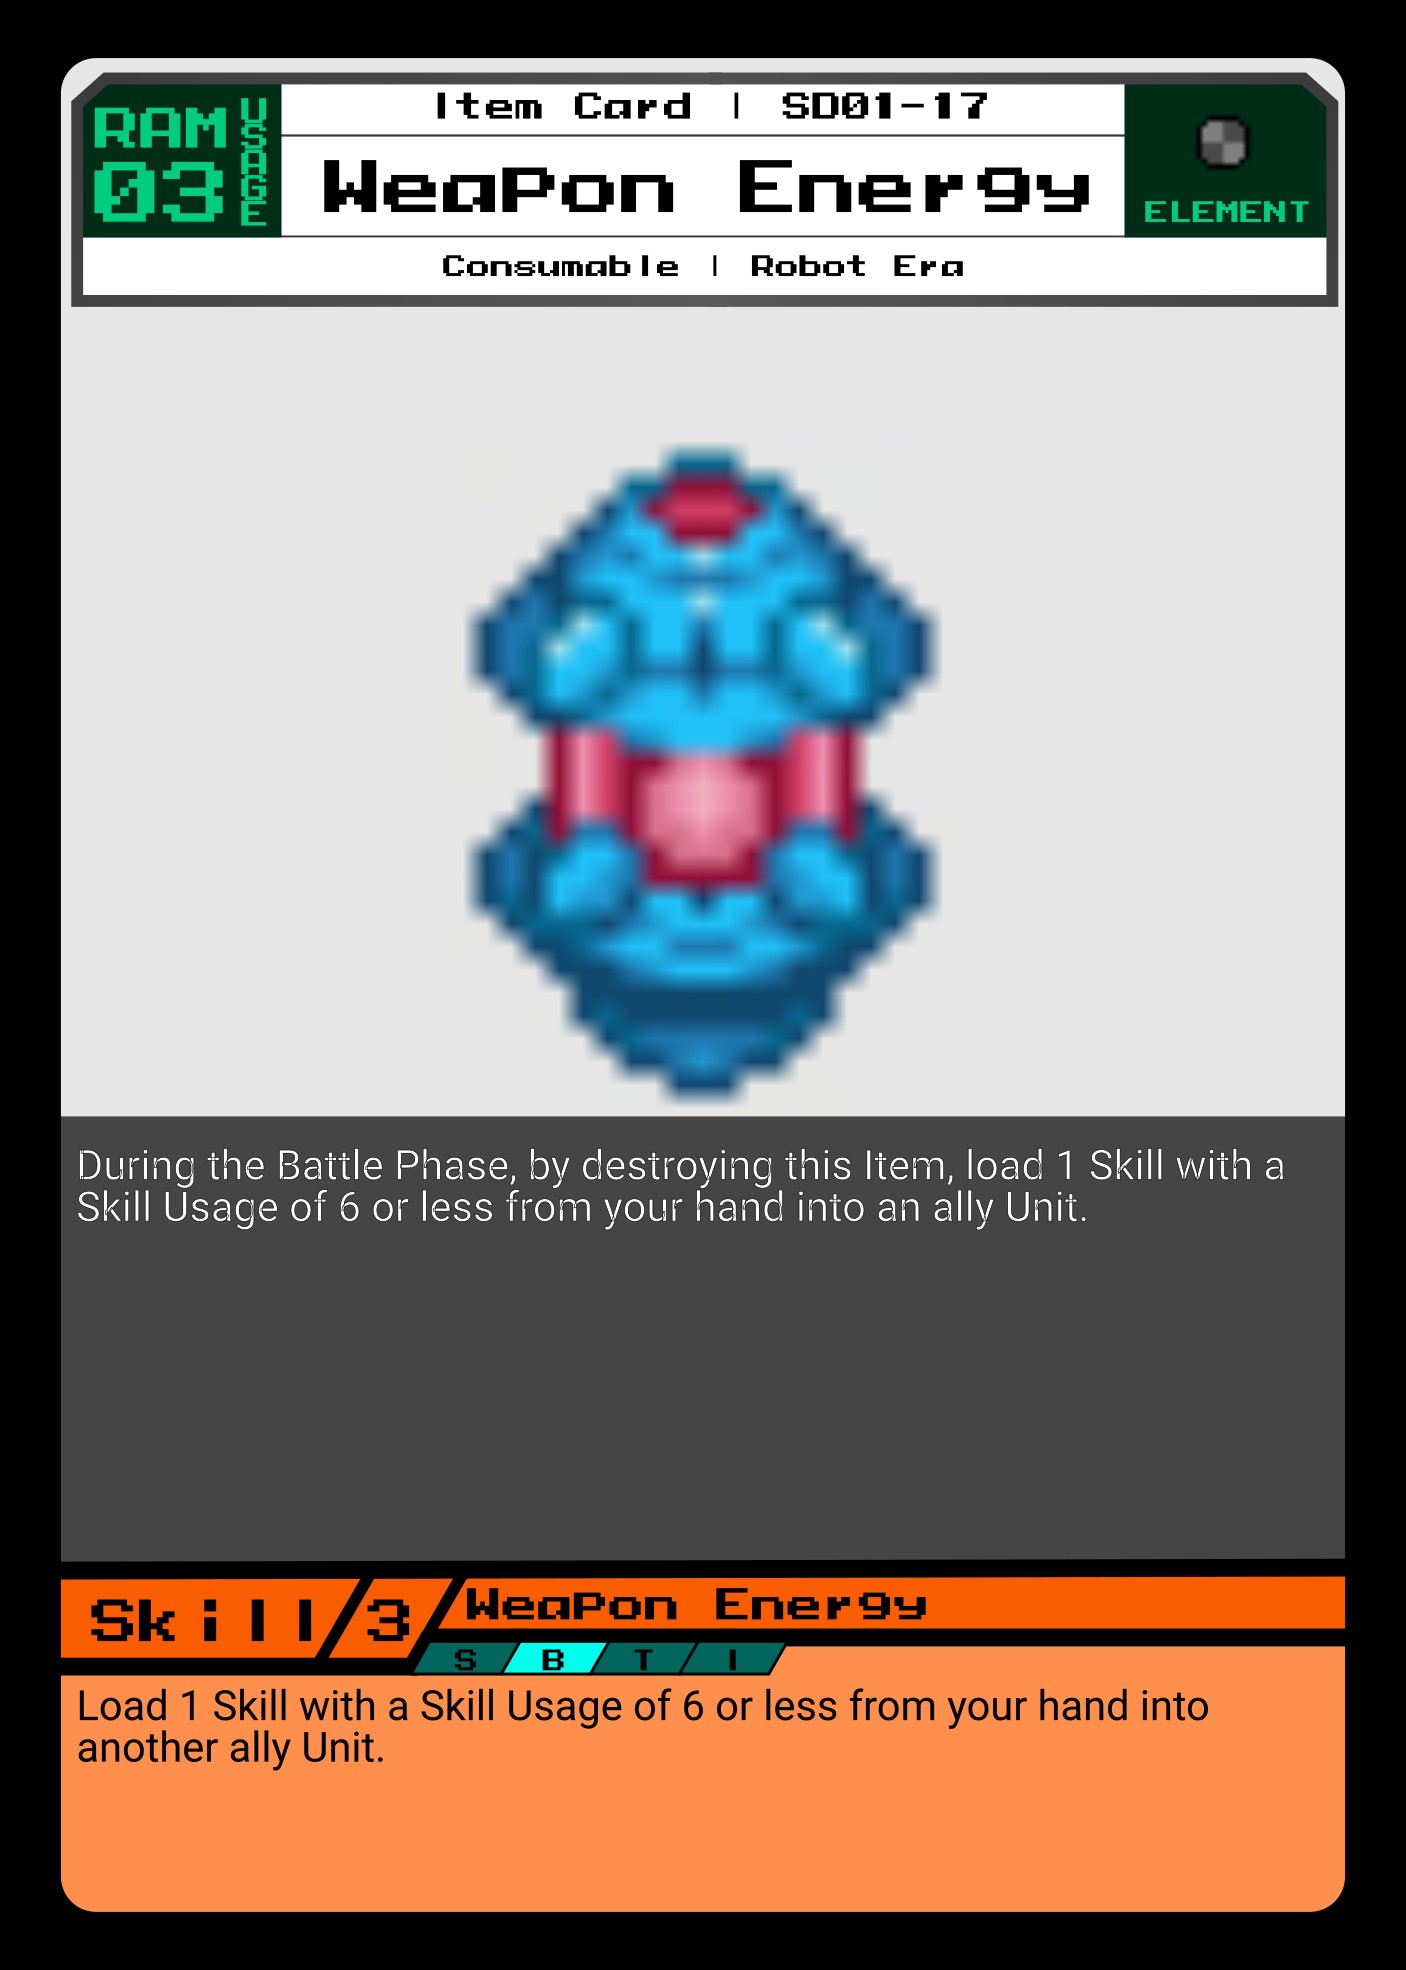 RAM USAGE
03
Item Card | SD01-17
Weapon Energy
ELEMENT
Consumable | Robot Era
During the Battle Phase, by destroying this Item, load 1 Skill with a
Skill Usage of 6 or less from your hand into an ally Unit.
Skill/3/Weapon Energy
S B T I
Load 1 Skill with a Skill Usage of 6 or less from your hand into
another ally Unit.